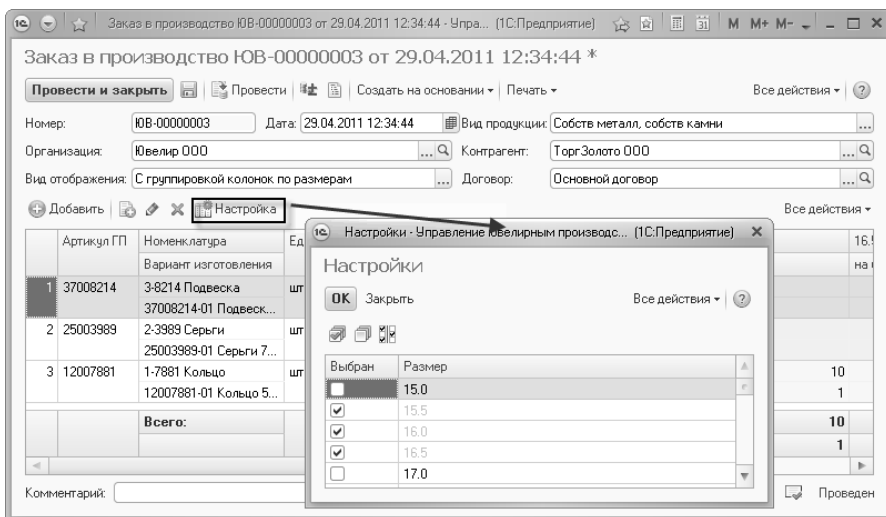 Заказ в производство ЮВ-00000003 от 29.04.2011 12:34:44 - Упра... (1С:Предприятие) M M+ M-
Заказ в производство ЮВ-00000003 от 29.04.2011 12:34:44 *
Провести и закрыть Провести Создать на основании Печать Все действия
Номер: ЮВ-00000003 Дата: 29.04.2011 12:34:44 Вид продукции: Собств металл, собств камни ...
Организация: Ювелир ООО ... Контрагент: ТоргЗолото ООО ...
Вид отображения: С группировкой колонок по размерам ... Договор: Основной договор ...
Добавить Настройка Все действия
Артикул ГП Номенклатура Ед
Вариант изготовления на
1 37008214 3-8214 Подвеска шт
37008214-01 Подвеск...
2 25003989 2-3989 Серьги шт
25003989-01 Серьги 7...
3 12007881 1-7881 Кольцо шт 10
12007881-01 Кольцо 5... 1
Всего: 10
1
Комментарий: Проведен
Настройки - Управление ювелирным производс... (1С:Предприятие)
Настройки
ОК Закрыть Все действия
Выбран Размер
15.0
15.5
16.0
16.5
17.0